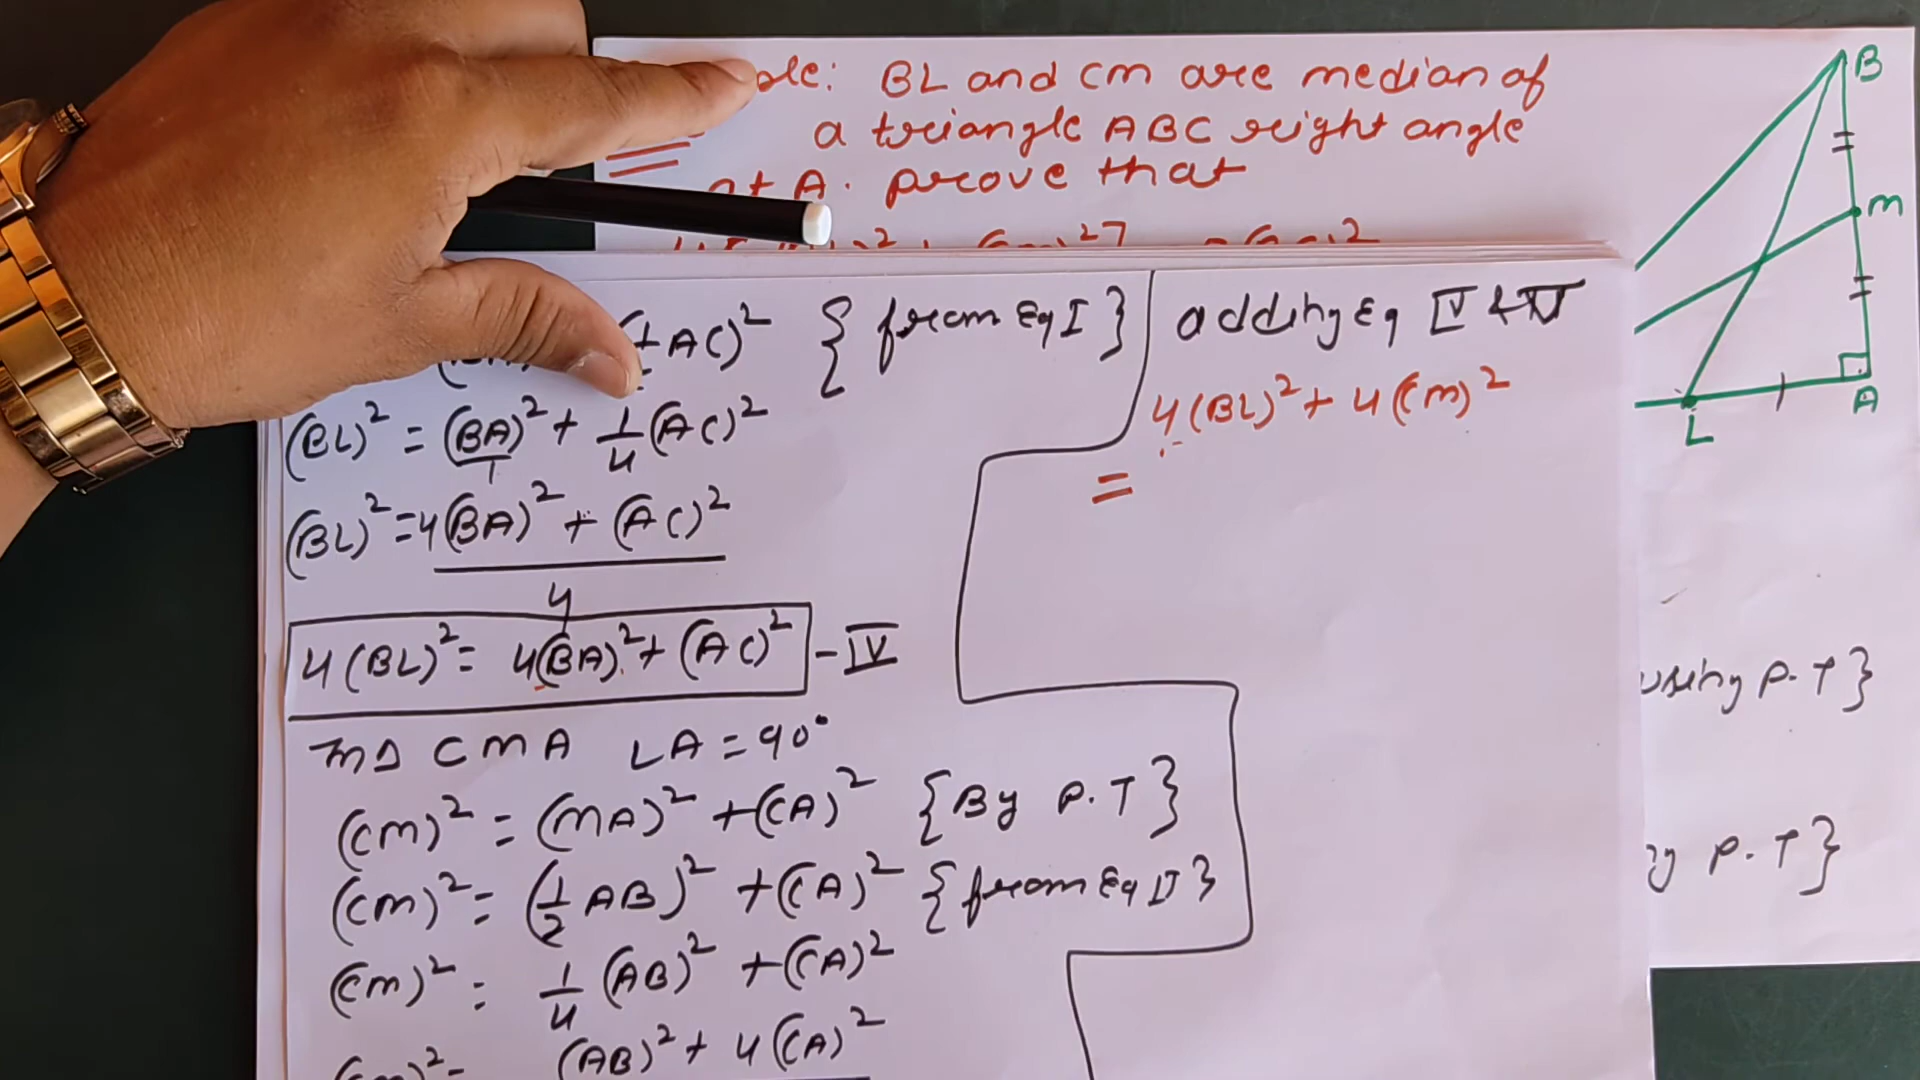 BL and CM are median of
a triangle ABC right angle
at A. prove that
B
M
A
L
AC)² { from Eq I }
(BL)² = (BA)²/1 + 1/4 (AC)²
(BL)² = 4(BA)² + (AC)² / 4
4(BL)² = 4(BA)² + (AC)² - IV
In Δ CMA ∠A = 90°
(CM)² = (MA)² + (CA)² { By P.T }
(CM)² = (1/2 AB)² + (CA)² { from Eq II }
(CM)² = 1/4 (AB)² + (CA)²
(CM)² = (AB)² + 4(CA)²
adding Eq IV & V
4(BL)² + 4(CM)²
=
using P.T }
P.T }